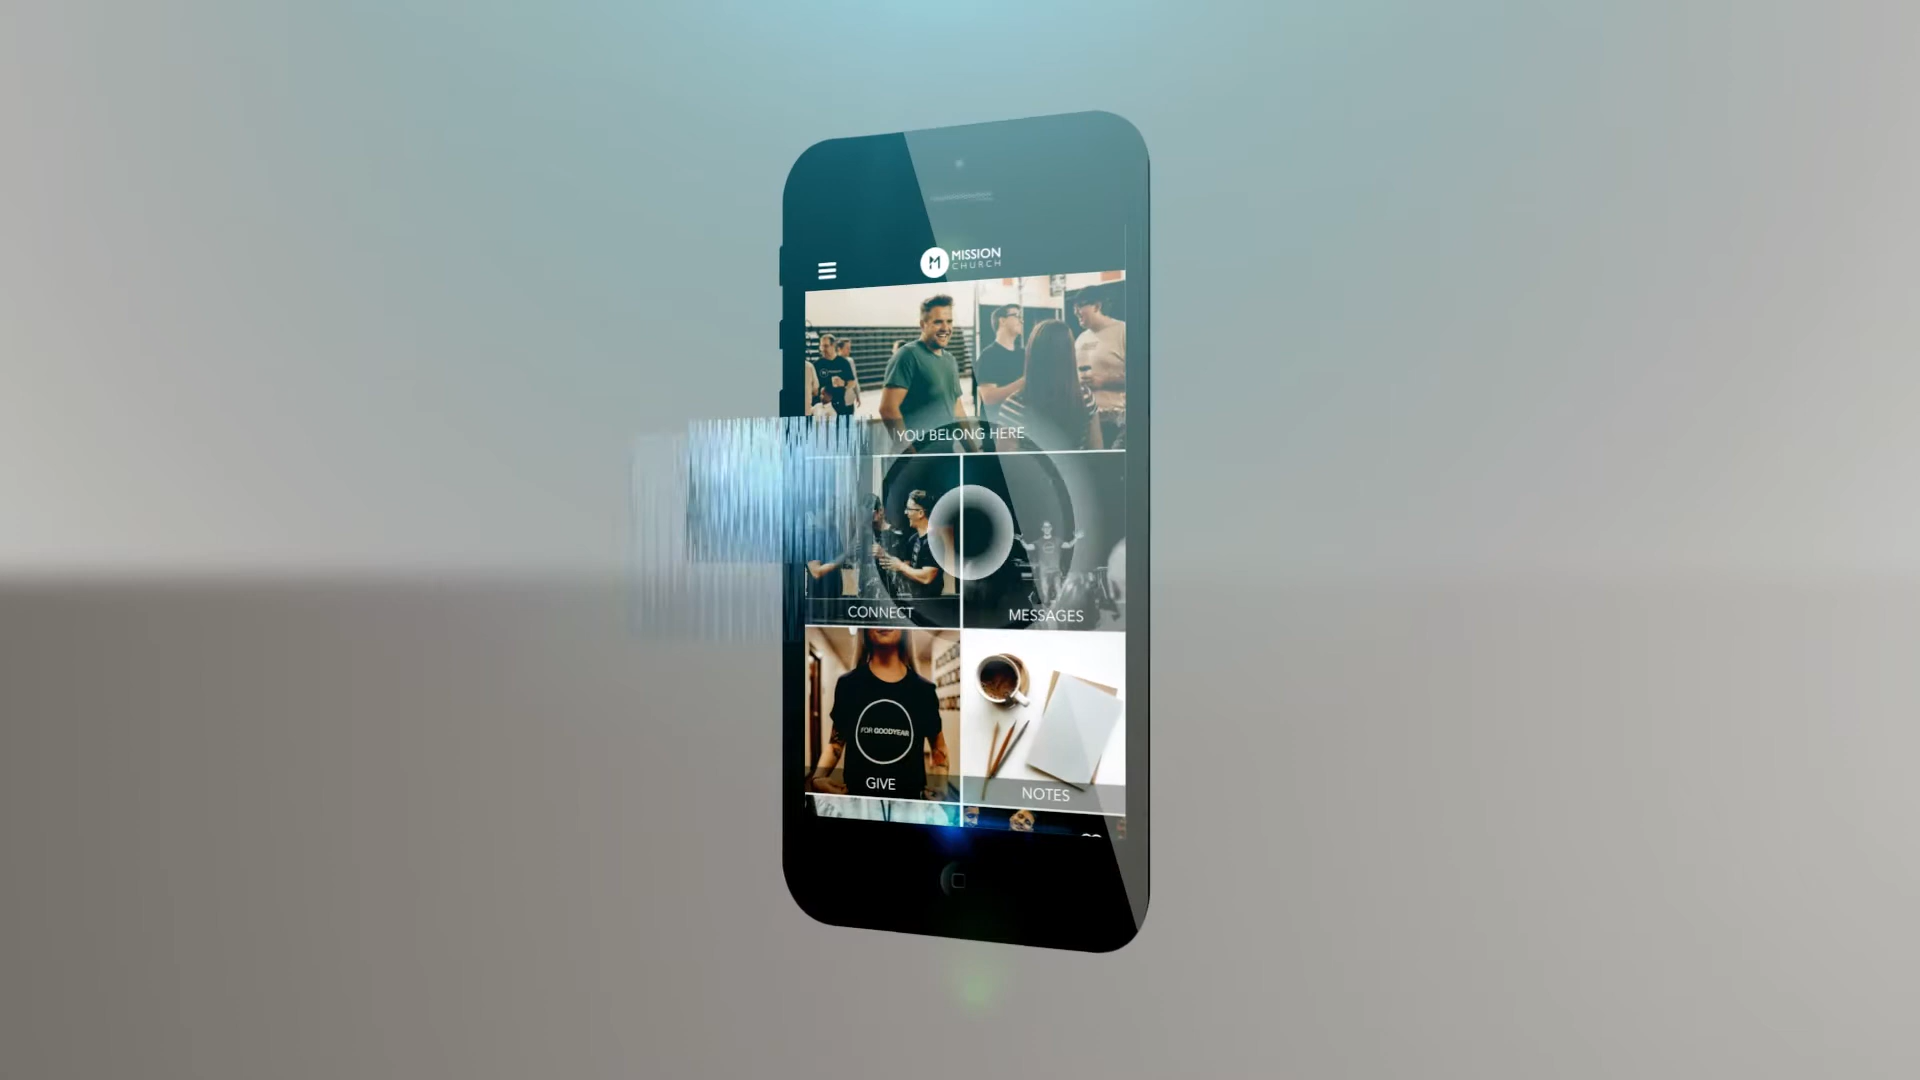 MISSION
CHURCH
YOU BELONG HERE
CONNECT
MESSAGES
FOR GOODYEAR
GIVE
NOTES